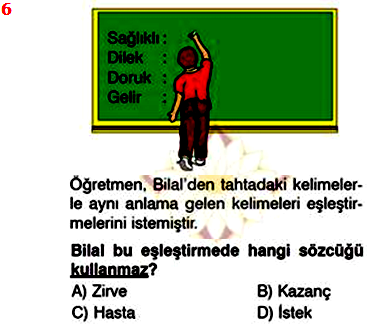 6
Sağlıklı :
Dilek :
Doruk :
Gelir :
Öğretmen, Bilal'den tahtadaki kelimeler-
le aynı anlama gelen kelimeleri eşleştir-
melerini istemiştir.
Bilal bu eşleştirmede hangi sözcüğü
kullanmaz?
A) Zirve B) Kazanç
C) Hasta D) İstek